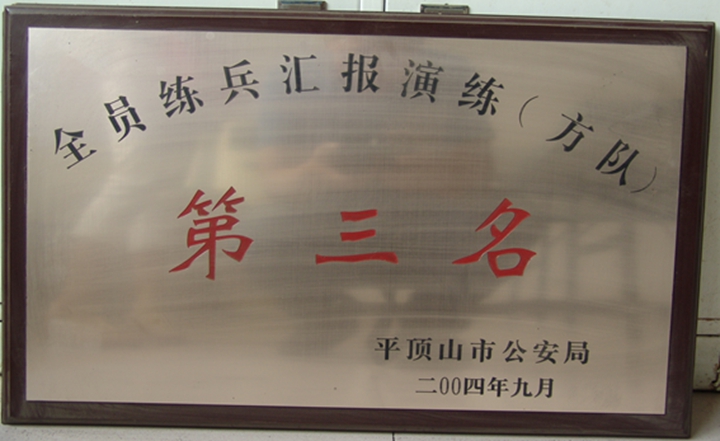 全员练兵汇报演练（方队）
第三名
平顶山市公安局
二00四年九月